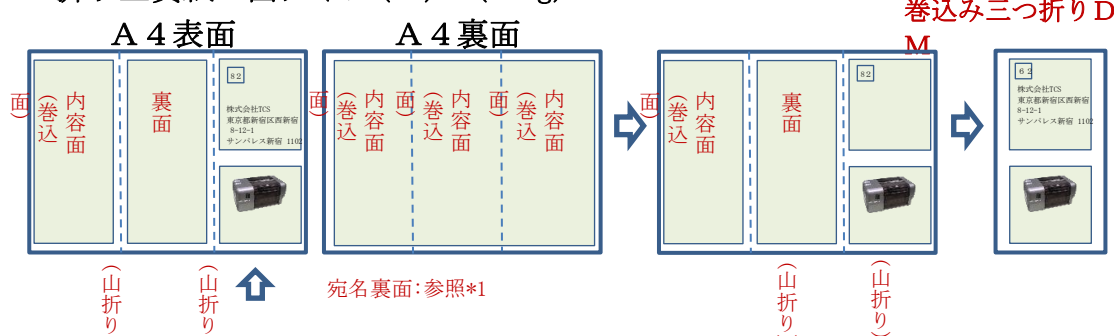 巻込み三つ折りD
M
A4表面
A4裏面
内容面
(巻込
面)
裏面
82
株式会社TCS
東京都新宿区西新宿
8-12-1
サンパレス新宿 1102
内容面
(巻込
面)
内容面
(巻込
面)
内容面
(巻込
面)
内容面
(巻込
面)
裏面
82
62
株式会社TCS
東京都新宿区西新宿
8-12-1
サンパレス新宿 1102
(山折り
(山折り
宛名裏面:参照*1
(山折り)
(山折り)